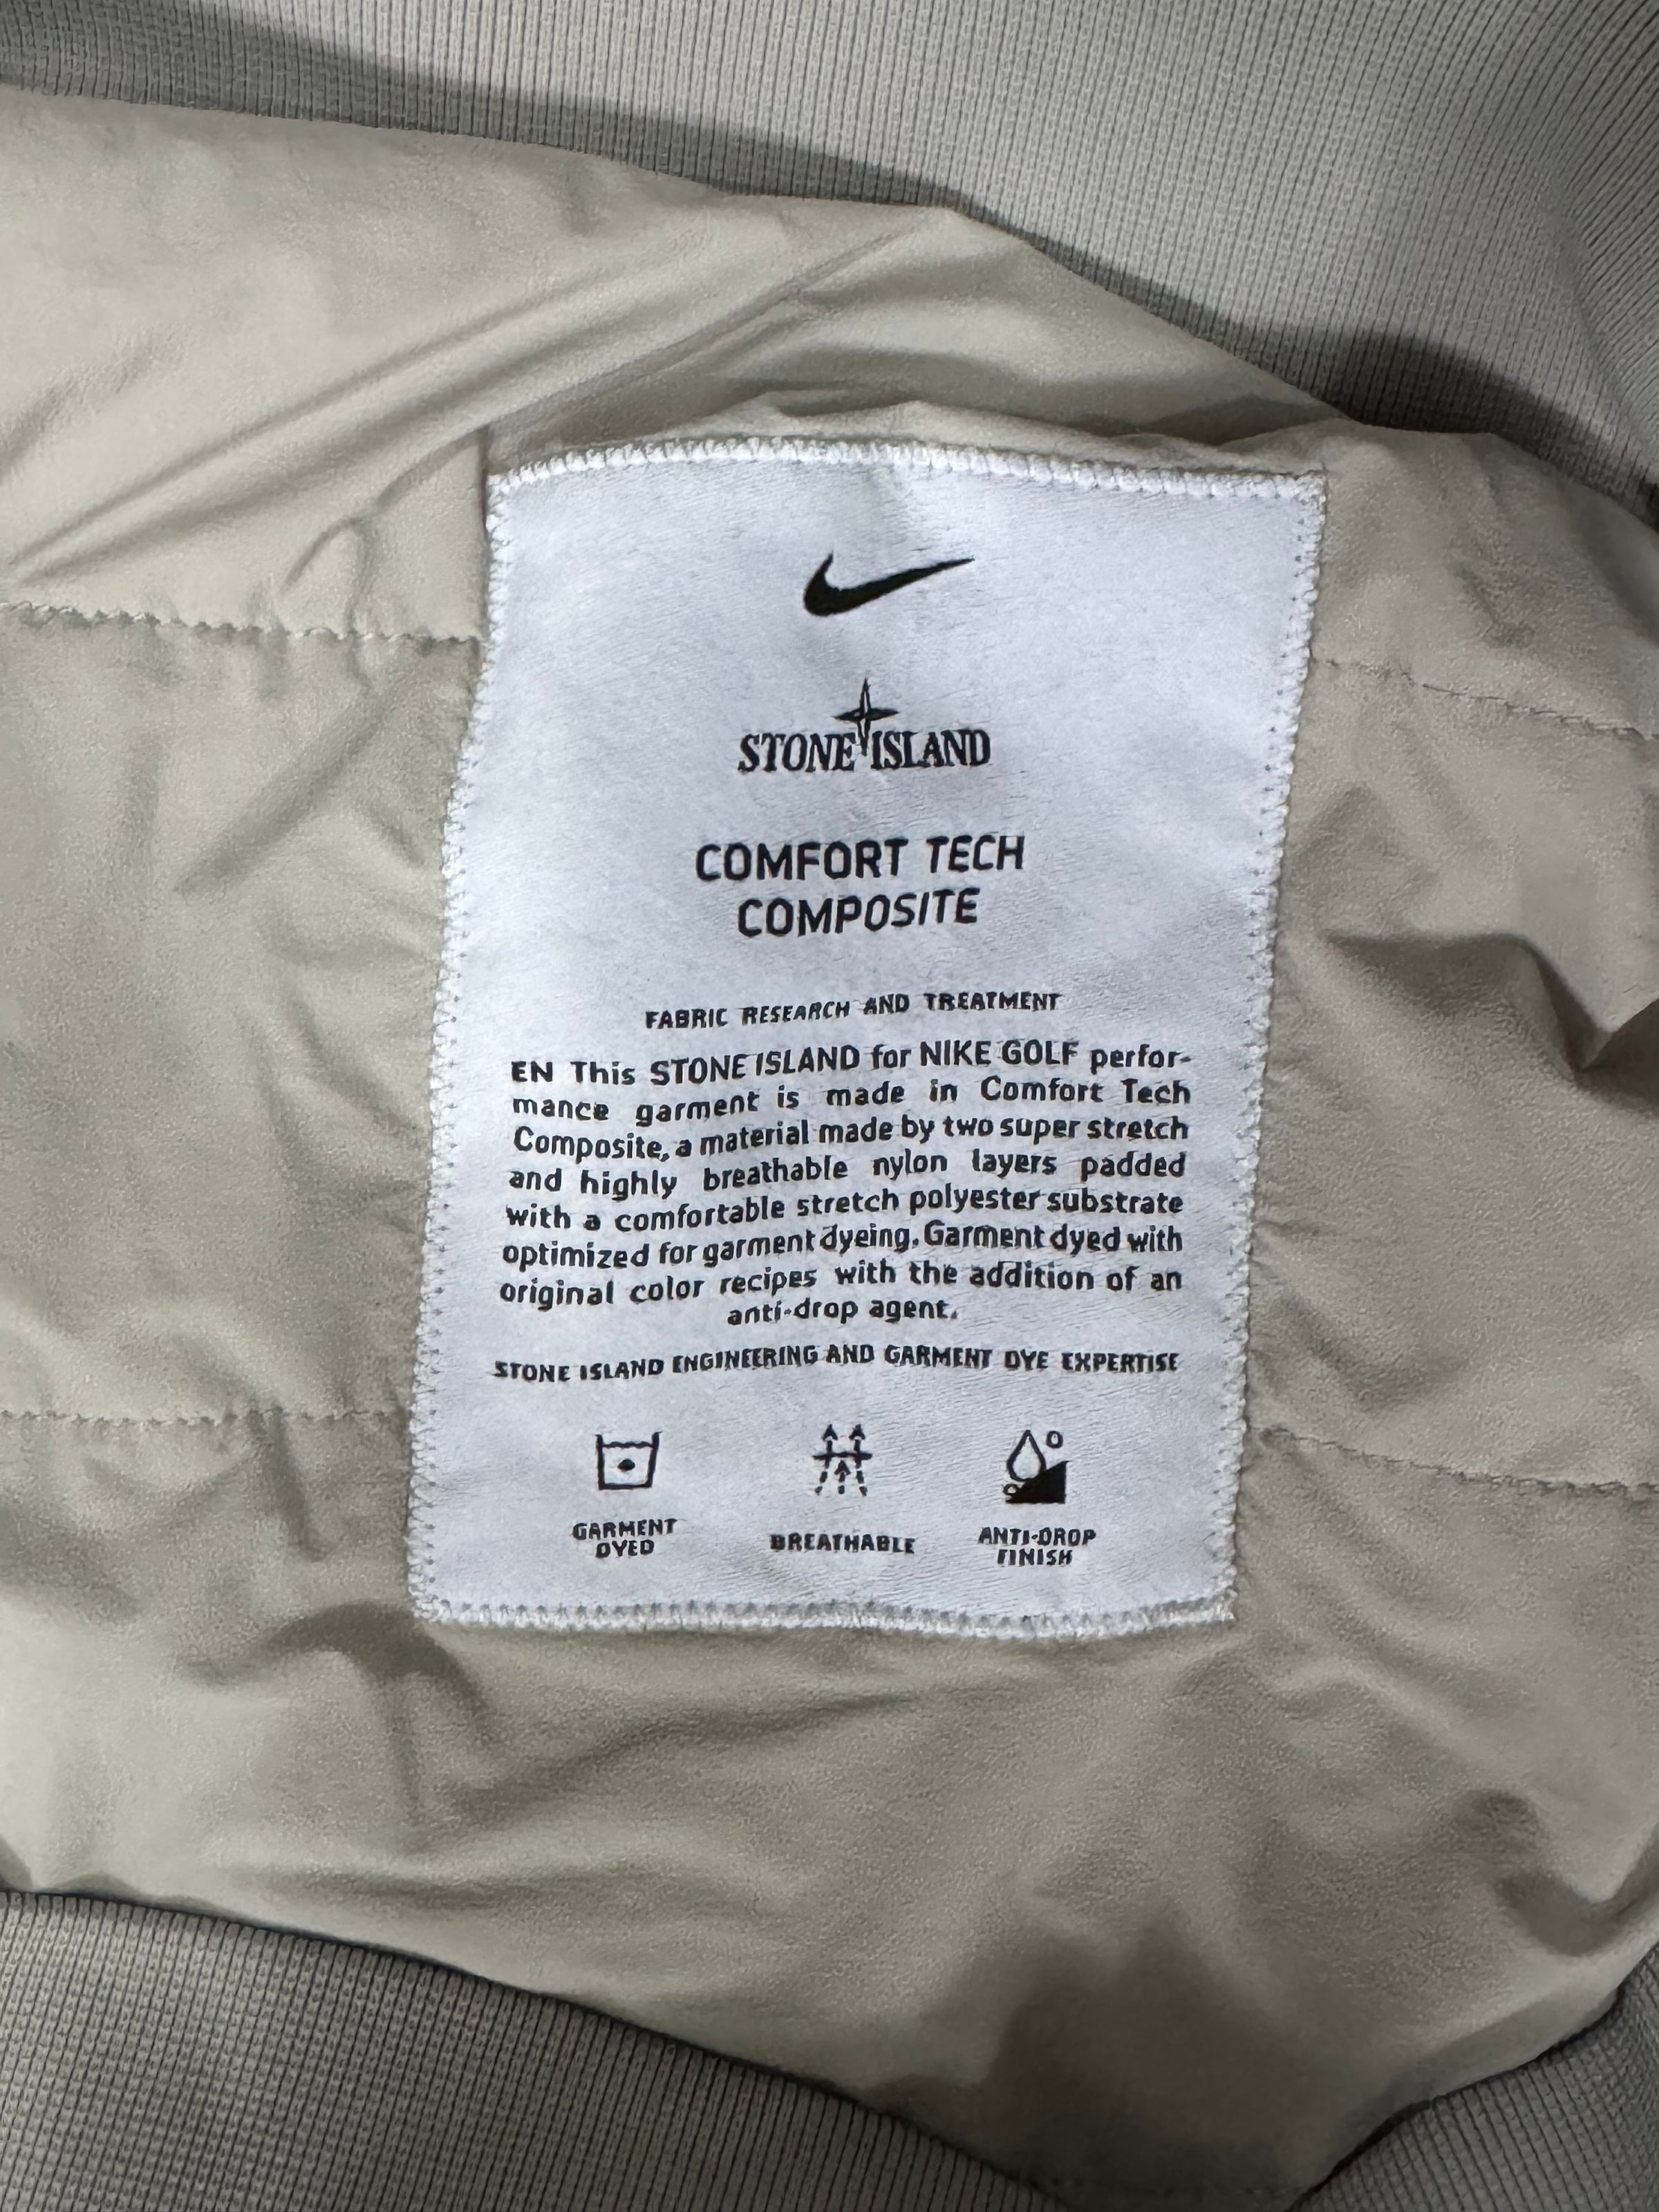 STONE ISLAND
COMFORT TECH
COMPOSITE
FABRIC RESEARCH AND TREATMENT
EN This STONE ISLAND for NIKE GOLF perfor-
mance garment is made in Comfort Tech
Composite, a material made by two super stretch
and highly breathable nylon layers padded
with a comfortable stretch polyester substrate
optimized for garment dyeing. Garment dyed with
original color recipes with the addition of an
anti-drop agent.
STONE ISLAND ENGINEERING AND GARMENT DYE EXPERTISE
GARMENT
DYED
BREATHABLE
ANTI-DROP
FINISH